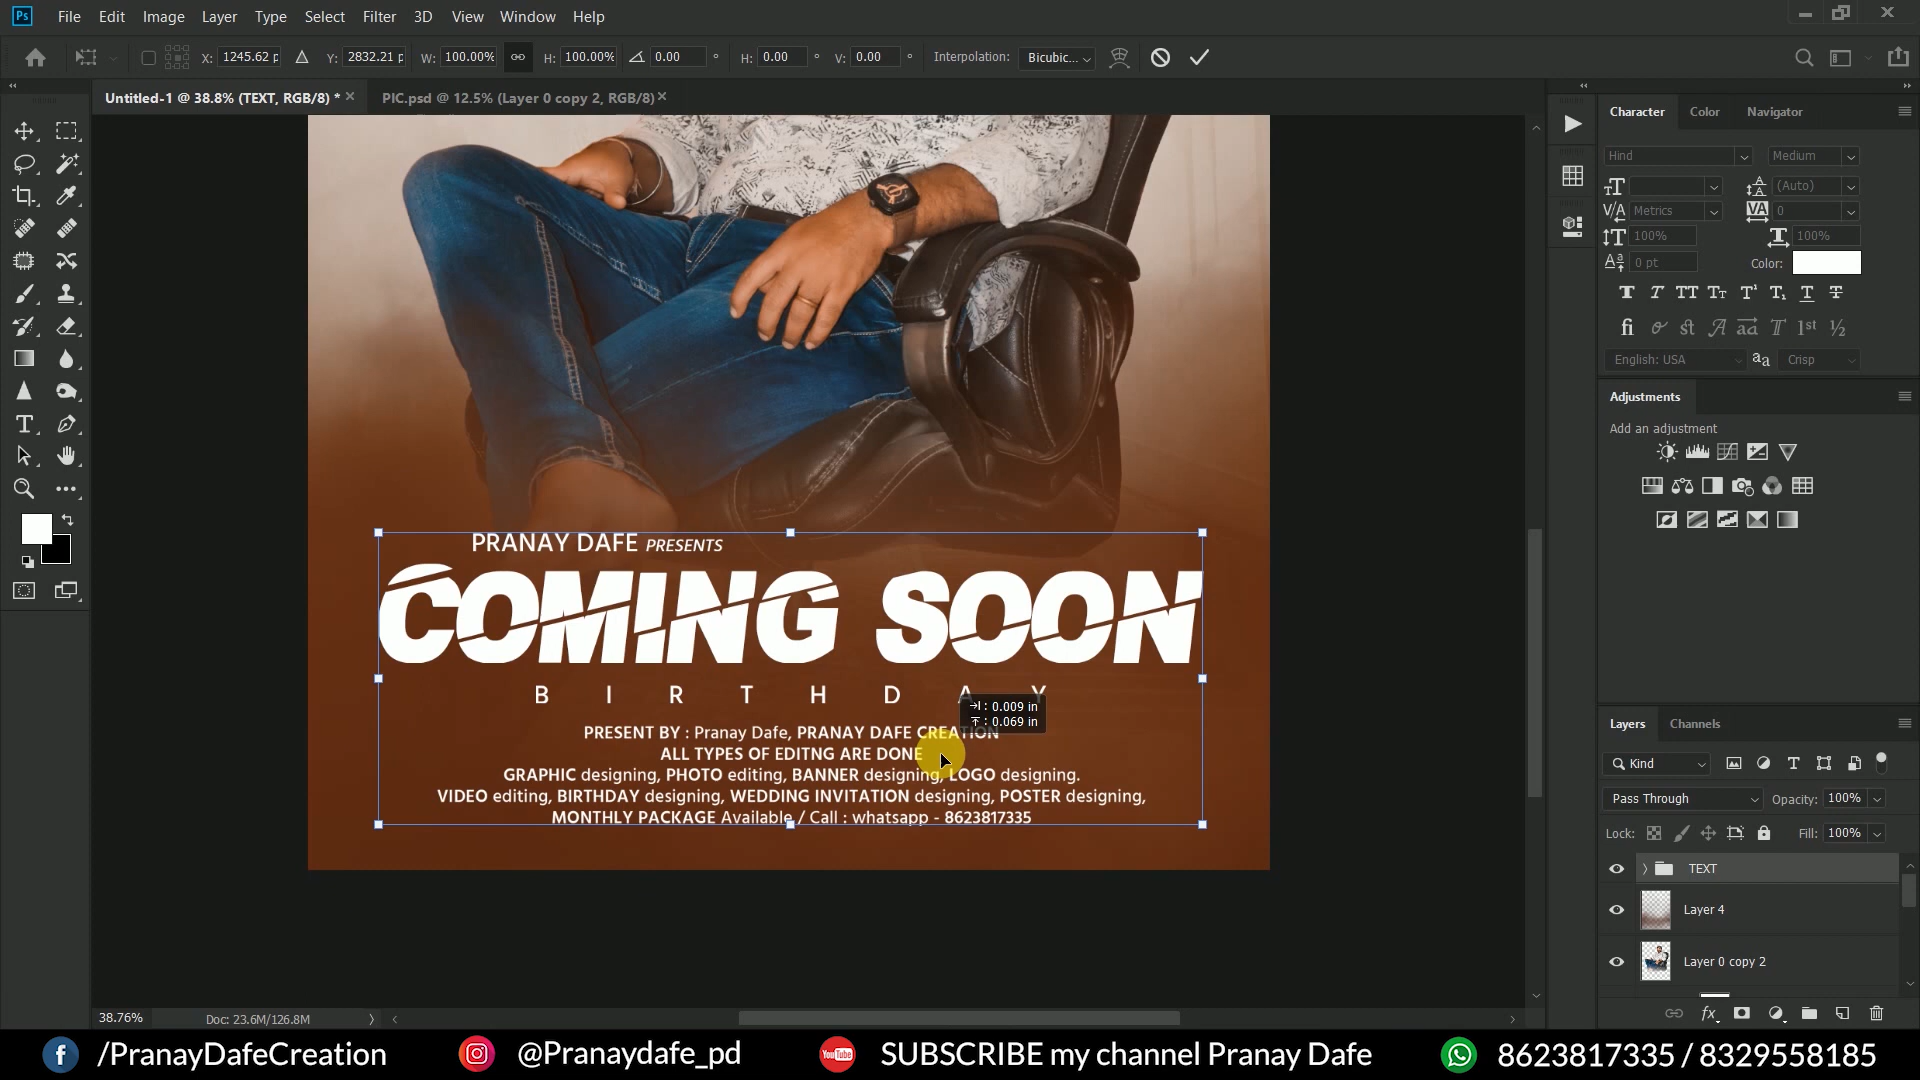 Ps File Edit Image Layer Type Select Filter 3D View Window Help
X: 1245.62 p Y: 2832.21 p W: 100.00% H: 100.00% 0.00 ° H: 0.00 ° V: 0.00 ° Interpolation: Bicubic...
Untitled-1 @ 38.8% (TEXT, RGB/8) * PIC.psd @ 12.5% (Layer 0 copy 2, RGB/8)
Character Color Navigator
Hind Medium
(Auto)
Metrics 0
100% 100%
0 pt Color:
English: USA Crisp
Adjustments
Add an adjustment
PRANAY DAFE PRESENTS
COMING SOON
BIRTHDAY
0.009 in
0.069 in
PRESENT BY : Pranay Dafe, PRANAY DAFE CREATION
ALL TYPES OF EDITNG ARE DONE
GRAPHIC designing, PHOTO editing, BANNER designing, LOGO designing.
VIDEO editing, BIRTHDAY designing, WEDDING INVITATION designing, POSTER designing,
MONTHLY PACKAGE Available / Call : whatsapp - 8623817335
Layers Channels
Kind
Pass Through Opacity: 100%
Lock: Fill: 100%
TEXT
Layer 4
Layer 0 copy 2
38.76% Doc: 23.6M/126.8M
/PranayDafeCreation @Pranaydafe_pd YouTube SUBSCRIBE my channel Pranay Dafe 8623817335 / 8329558185